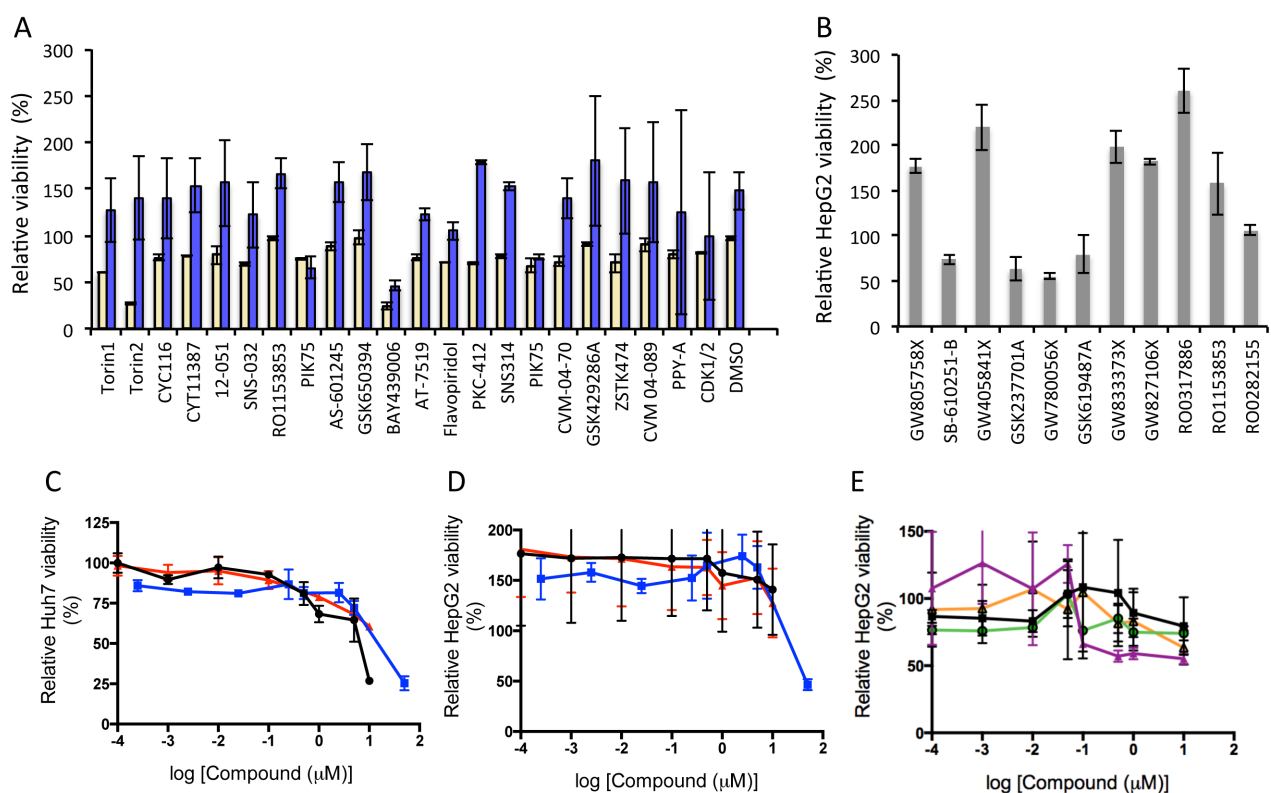 A
Relative viability (%)
300
250
200
150
100
50
0
Torin1
Torin2
CYC116
CYT11387
12-051
SNS-032
RO1153853
PIK75
AS-601245
GSK650394
BAY439006
AT-7519
Flavopiridol
PKC-412
SNS314
PIK75
CVM-04-70
GSK429286A
ZSTK474
CVM 04-089
PPY-A
CDK1/2
DMSO
B
Relative HepG2 viability (%)
300
250
200
150
100
50
0
GW805758X
SB-610251-B
GW405841X
GSK237701A
GW780056X
GSK619487A
GW833373X
GW827106X
RO0317886
RO1153853
RO0282155
C
Relative Huh7 viability
(%)
125
100
75
50
25
0
-4
-3
-2
-1
0
1
2
log [Compound (μM)]
D
Relative HepG2 viability
(%)
200
150
100
50
0
-4
-3
-2
-1
0
1
2
log [Compound (μM)]
E
Relative HepG2 viability
(%)
150
100
50
0
-4
-3
-2
-1
0
1
2
log [Compound (μM)]